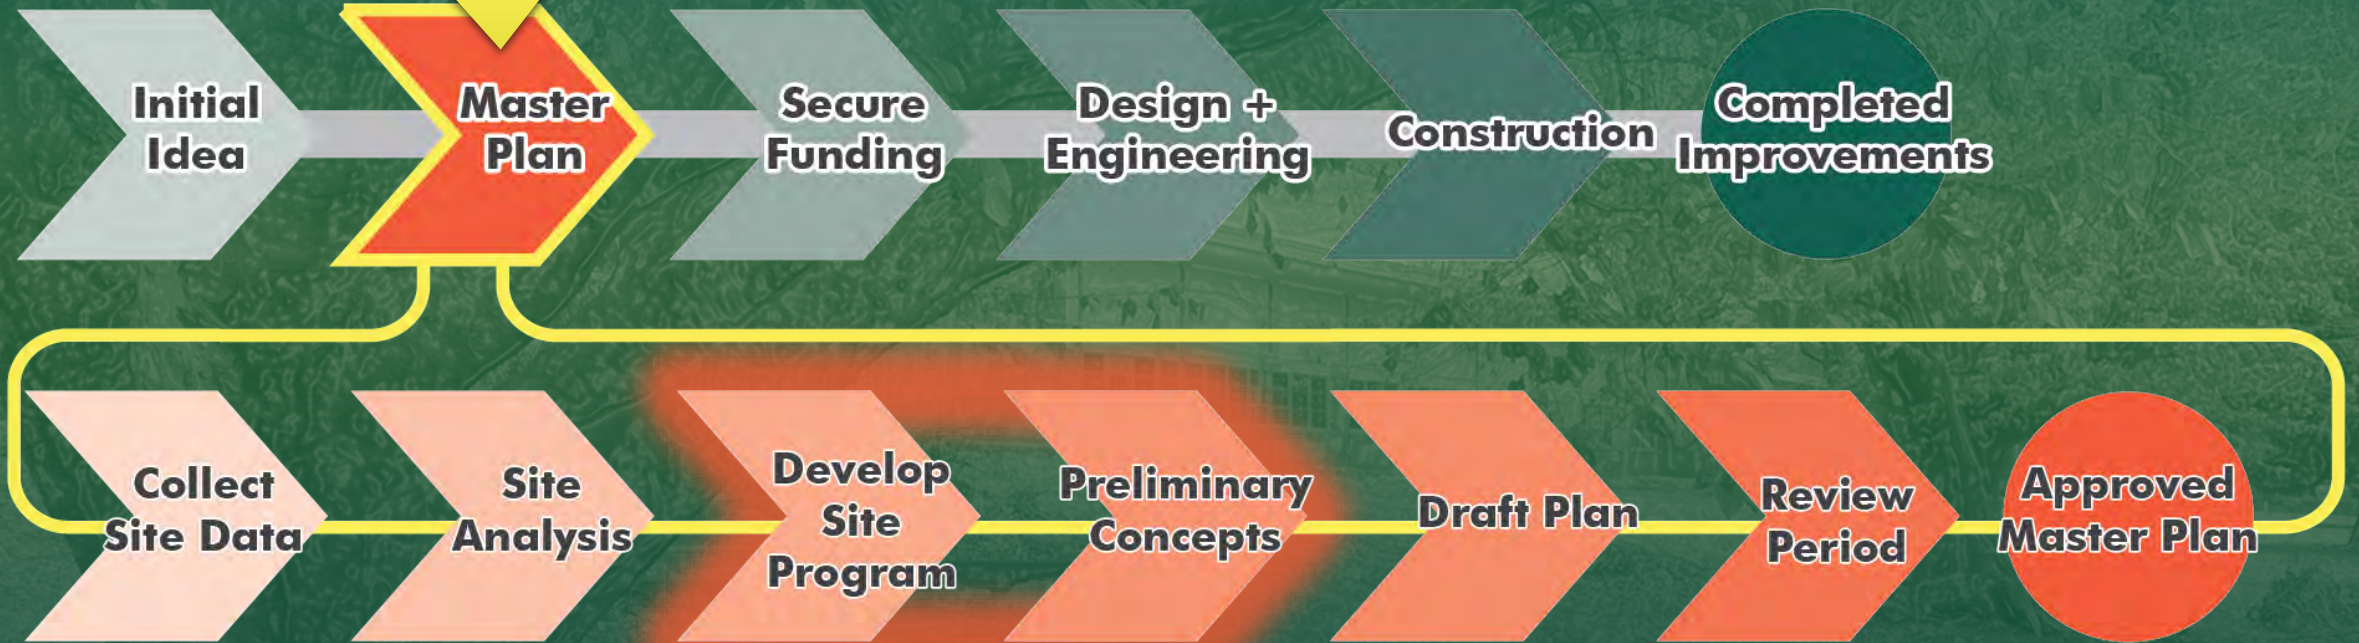 Initial
Idea
Master
Plan
Secure
Funding
Design +
Engineering
Construction
Completed
Improvements
Collect
Site Data
Site
Analysis
Develop
Site
Program
Preliminary
Concepts
Draft Plan
Review
Period
Approved
Master Plan